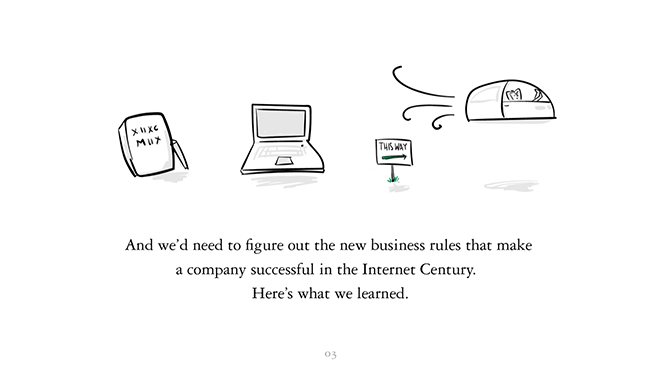 XIIXC
MIIX
THIS WAY
And we’d need to figure out the new business rules that make
a company successful in the Internet Century.
Here’s what we learned.
03